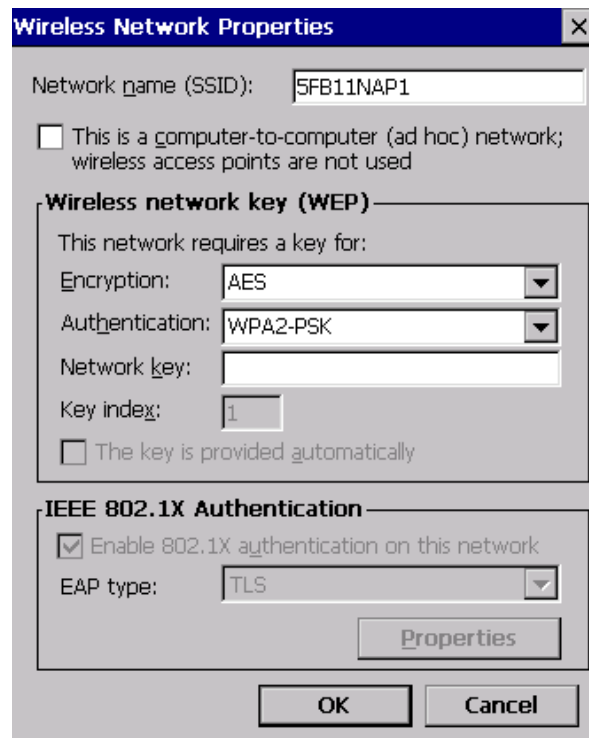 Wireless Network Properties
Network name (SSID): 5FB11NAP1
This is a computer-to-computer (ad hoc) network;
wireless access points are not used
Wireless network key (WEP)
This network requires a key for:
Encryption: AES
Authentication: WPA2-PSK
Network key:
Key index: 1
The key is provided automatically
IEEE 802.1X Authentication
Enable 802.1X authentication on this network
EAP type: TLS
Properties
OK Cancel